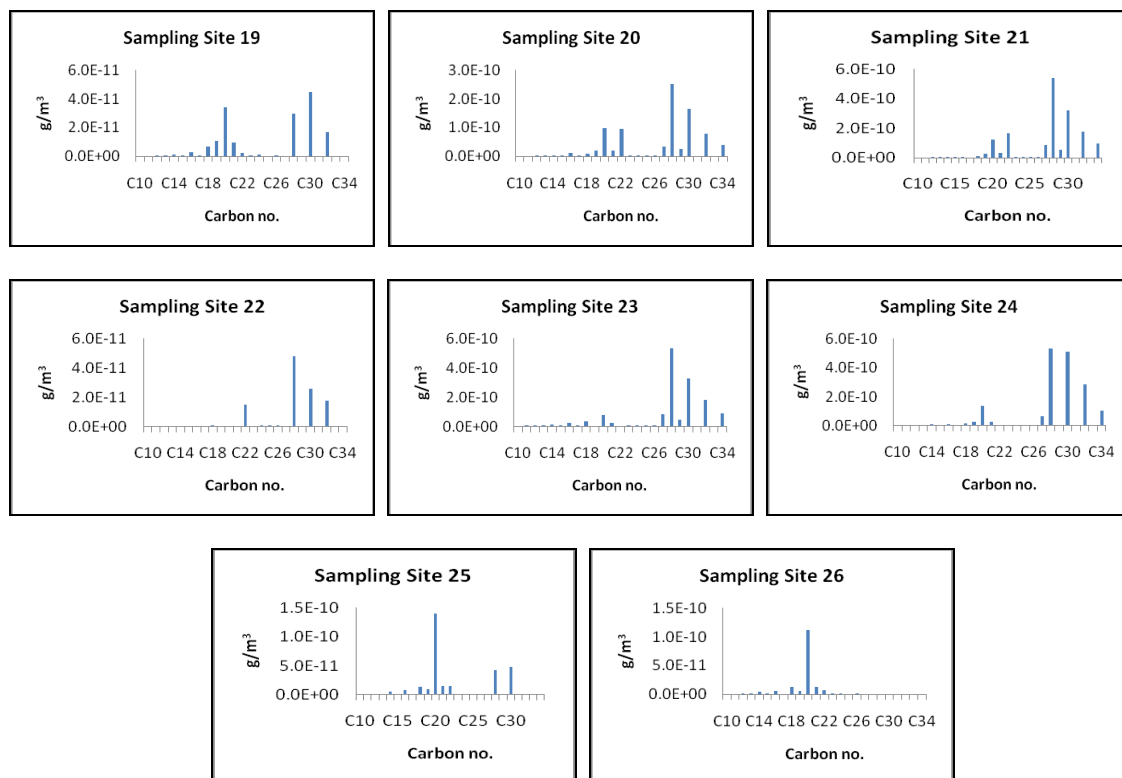 Sampling Site 19
6.0E-11
4.0E-11
2.0E-11
0.0E+00
g/m³
C10 C14 C18 C22 C26 C30 C34
Carbon no.
Sampling Site 20
3.0E-10
2.0E-10
1.0E-10
0.0E+00
g/m³
C10 C14 C18 C22 C26 C30 C34
Carbon no.
Sampling Site 21
6.0E-10
4.0E-10
2.0E-10
0.0E+00
g/m³
C10 C15 C20 C25 C30
Carbon no.
Sampling Site 22
6.0E-11
4.0E-11
2.0E-11
0.0E+00
g/m³
C10 C14 C18 C22 C26 C30 C34
Carbon no.
Sampling Site 23
6.0E-10
4.0E-10
2.0E-10
0.0E+00
g/m³
C10 C14 C18 C22 C26 C30 C34
Carbon no.
Sampling Site 24
6.0E-10
4.0E-10
2.0E-10
0.0E+00
g/m³
C10 C14 C18 C22 C26 C30 C34
Carbon no.
Sampling Site 25
1.5E-10
1.0E-10
5.0E-11
0.0E+00
g/m³
C10 C15 C20 C25 C30
Carbon no.
Sampling Site 26
1.5E-10
1.0E-10
5.0E-11
0.0E+00
g/m³
C10 C14 C18 C22 C26 C30 C34
Carbon no.